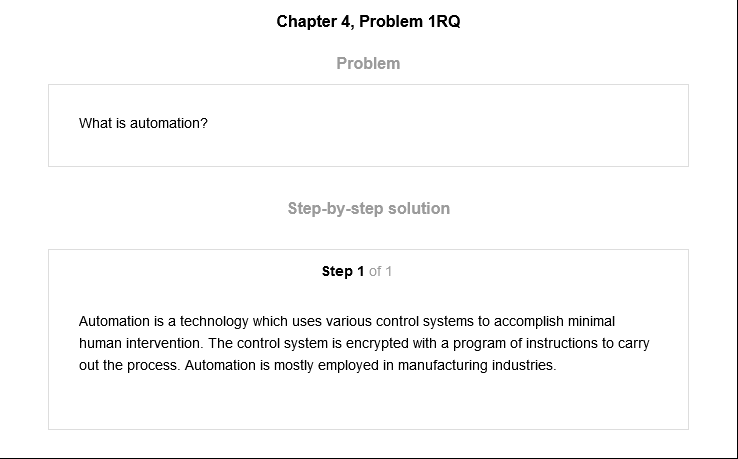 Chapter 4, Problem 1RQ
Problem
What is automation?
Step-by-step solution
Step 1 of 1
Automation is a technology which uses various control systems to accomplish minimal
human intervention. The control system is encrypted with a program of instructions to carry
out the process. Automation is mostly employed in manufacturing industries.